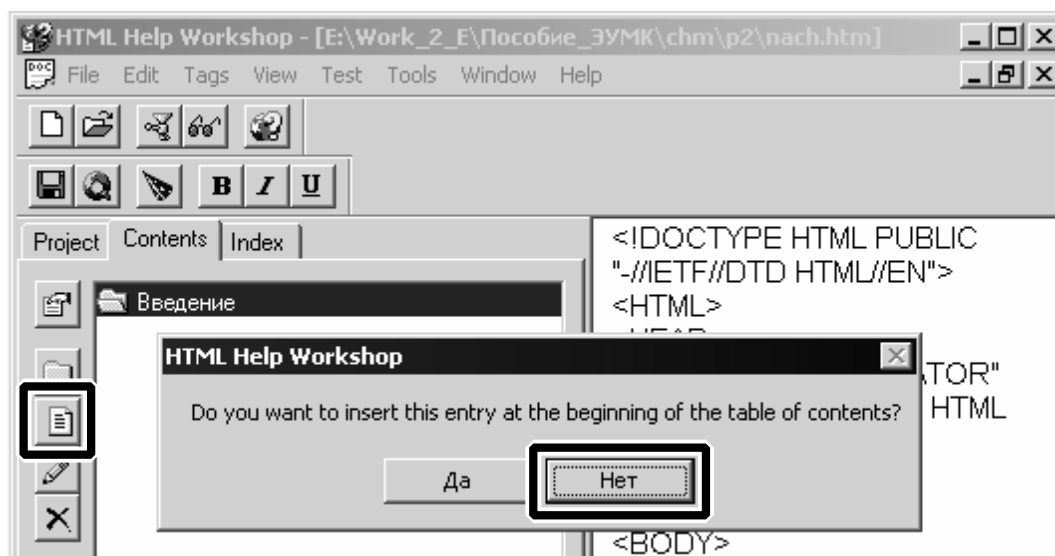 HTML Help Workshop - [E:\Work_2_E\Пособие_ЭУМК\chm\p2\nach.htm]
File Edit Tags View Test Tools Window Help
B I U
Project Contents Index
<!DOCTYPE HTML PUBLIC
"-//IETF//DTD HTML//EN">
Введение
<HTML>
HTML Help Workshop
TOR"
Do you want to insert this entry at the beginning of the table of contents?
HTML
Да Нет
<BODY>